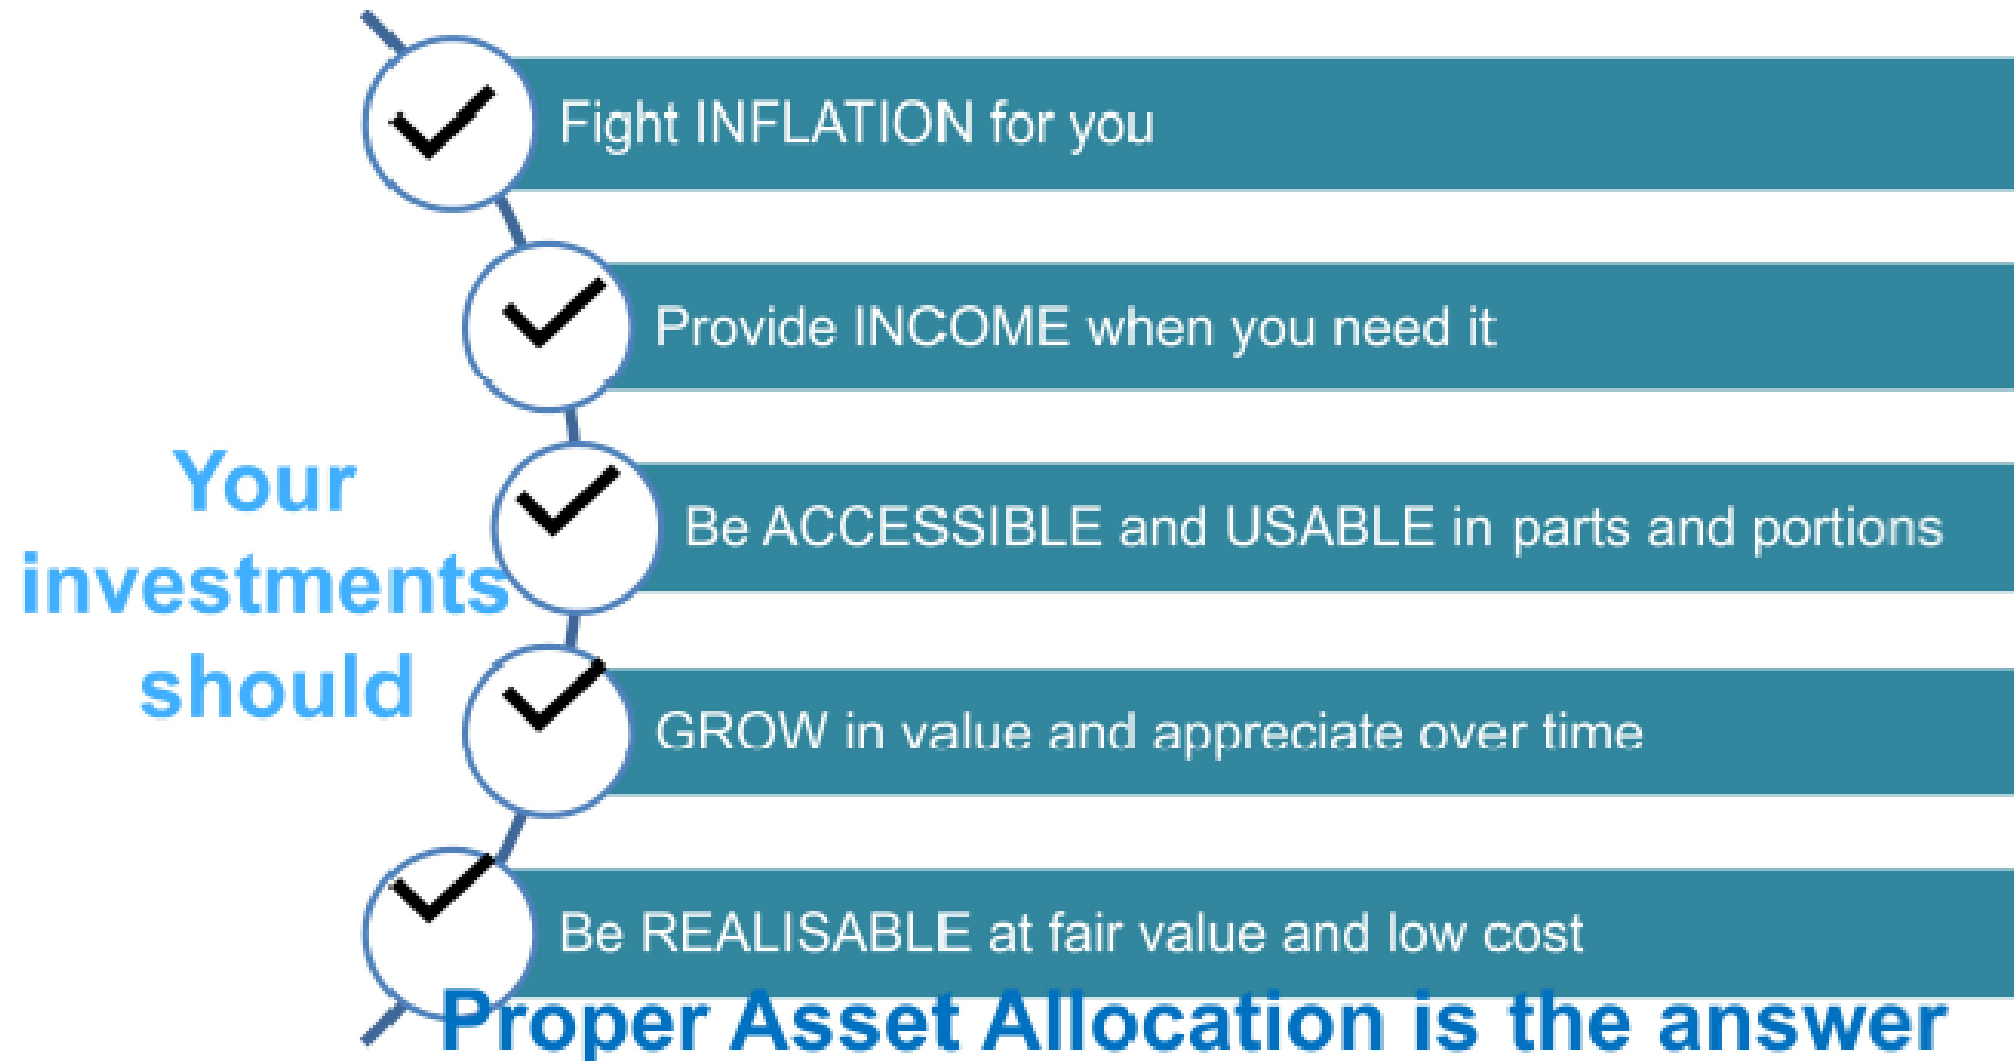 Fight INFLATION for you
Provide INCOME when you need it
Be ACCESSIBLE and USABLE in parts and portions
GROW in value and appreciate over time
Be REALISABLE at fair value and low cost
Your
investments
should
Proper Asset Allocation is the answer